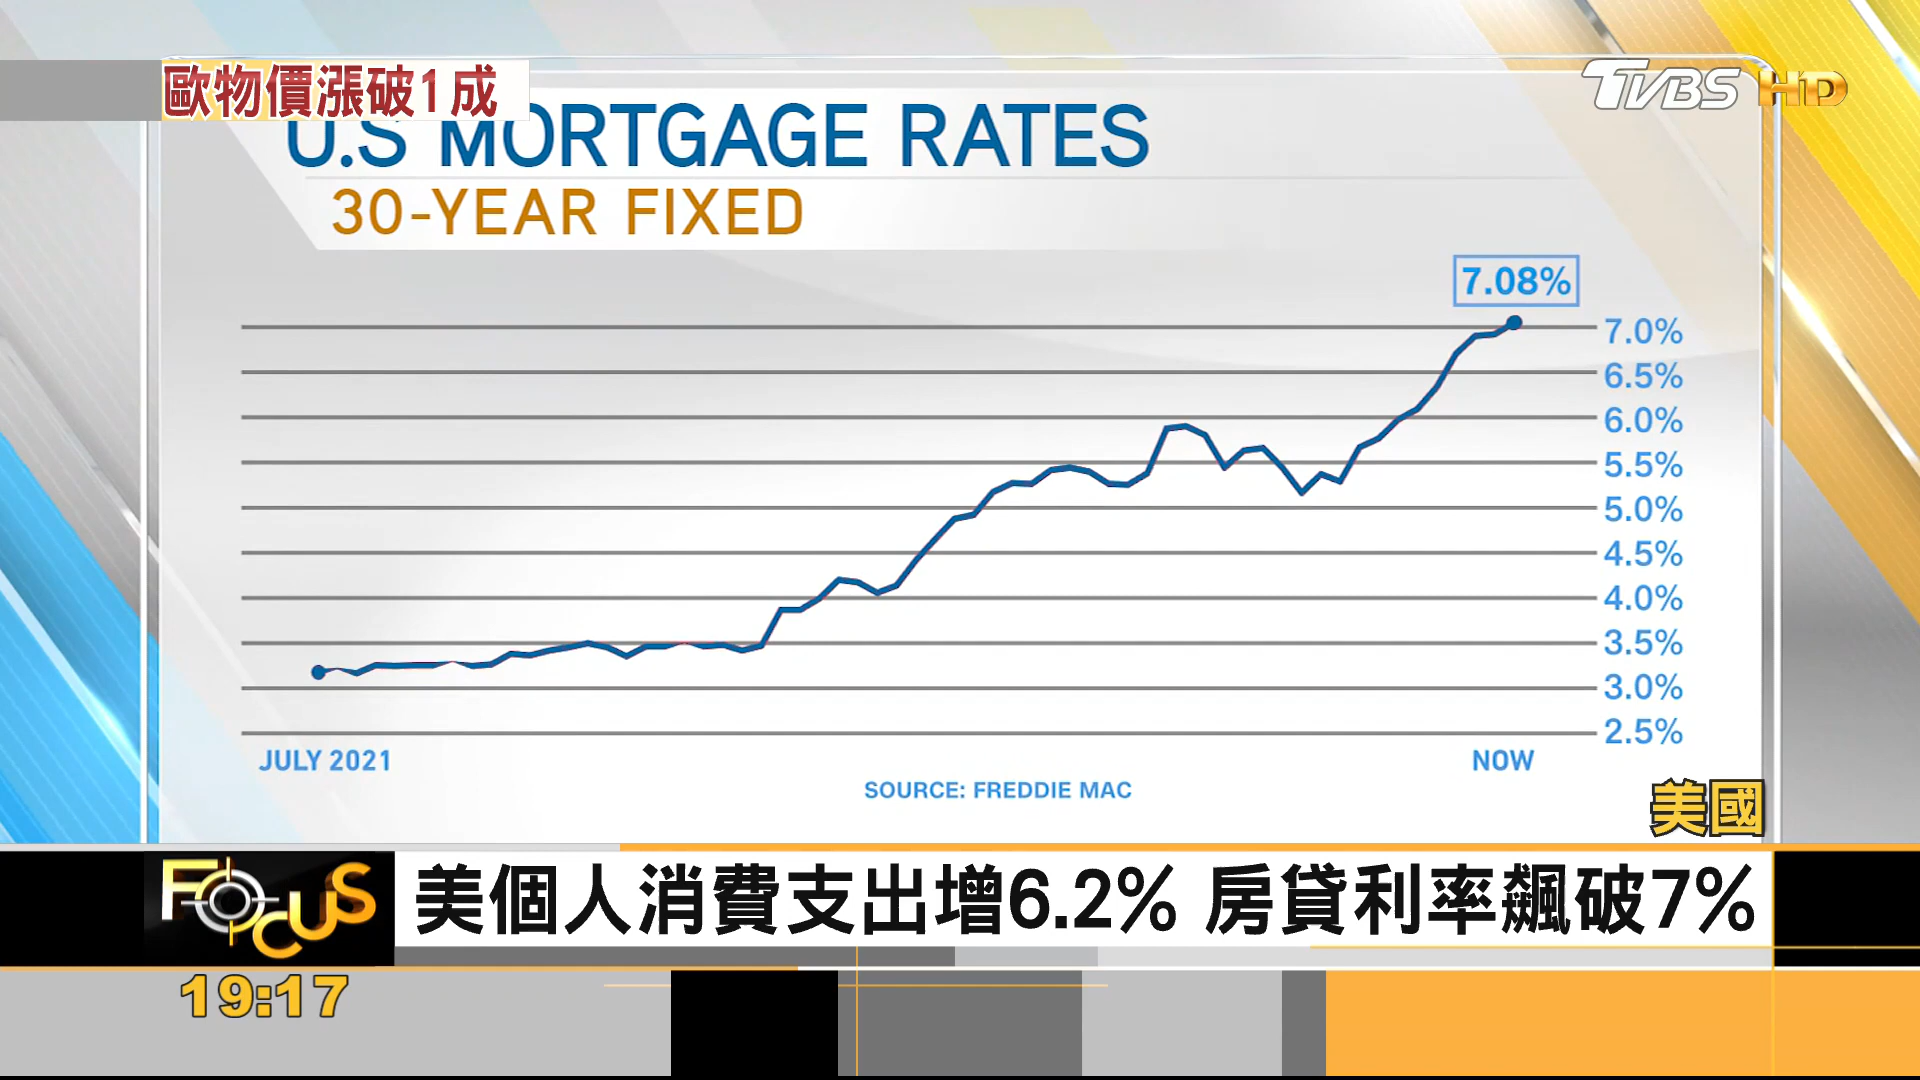 歐物價漲破1成
TVBS HD
U.S MORTGAGE RATES
30-YEAR FIXED
7.08%
7.0%
6.5%
6.0%
5.5%
5.0%
4.5%
4.0%
3.5%
3.0%
2.5%
JULY 2021
NOW
SOURCE: FREDDIE MAC
美國
FOCUS
美個人消費支出增6.2% 房貸利率飆破7%
19:17